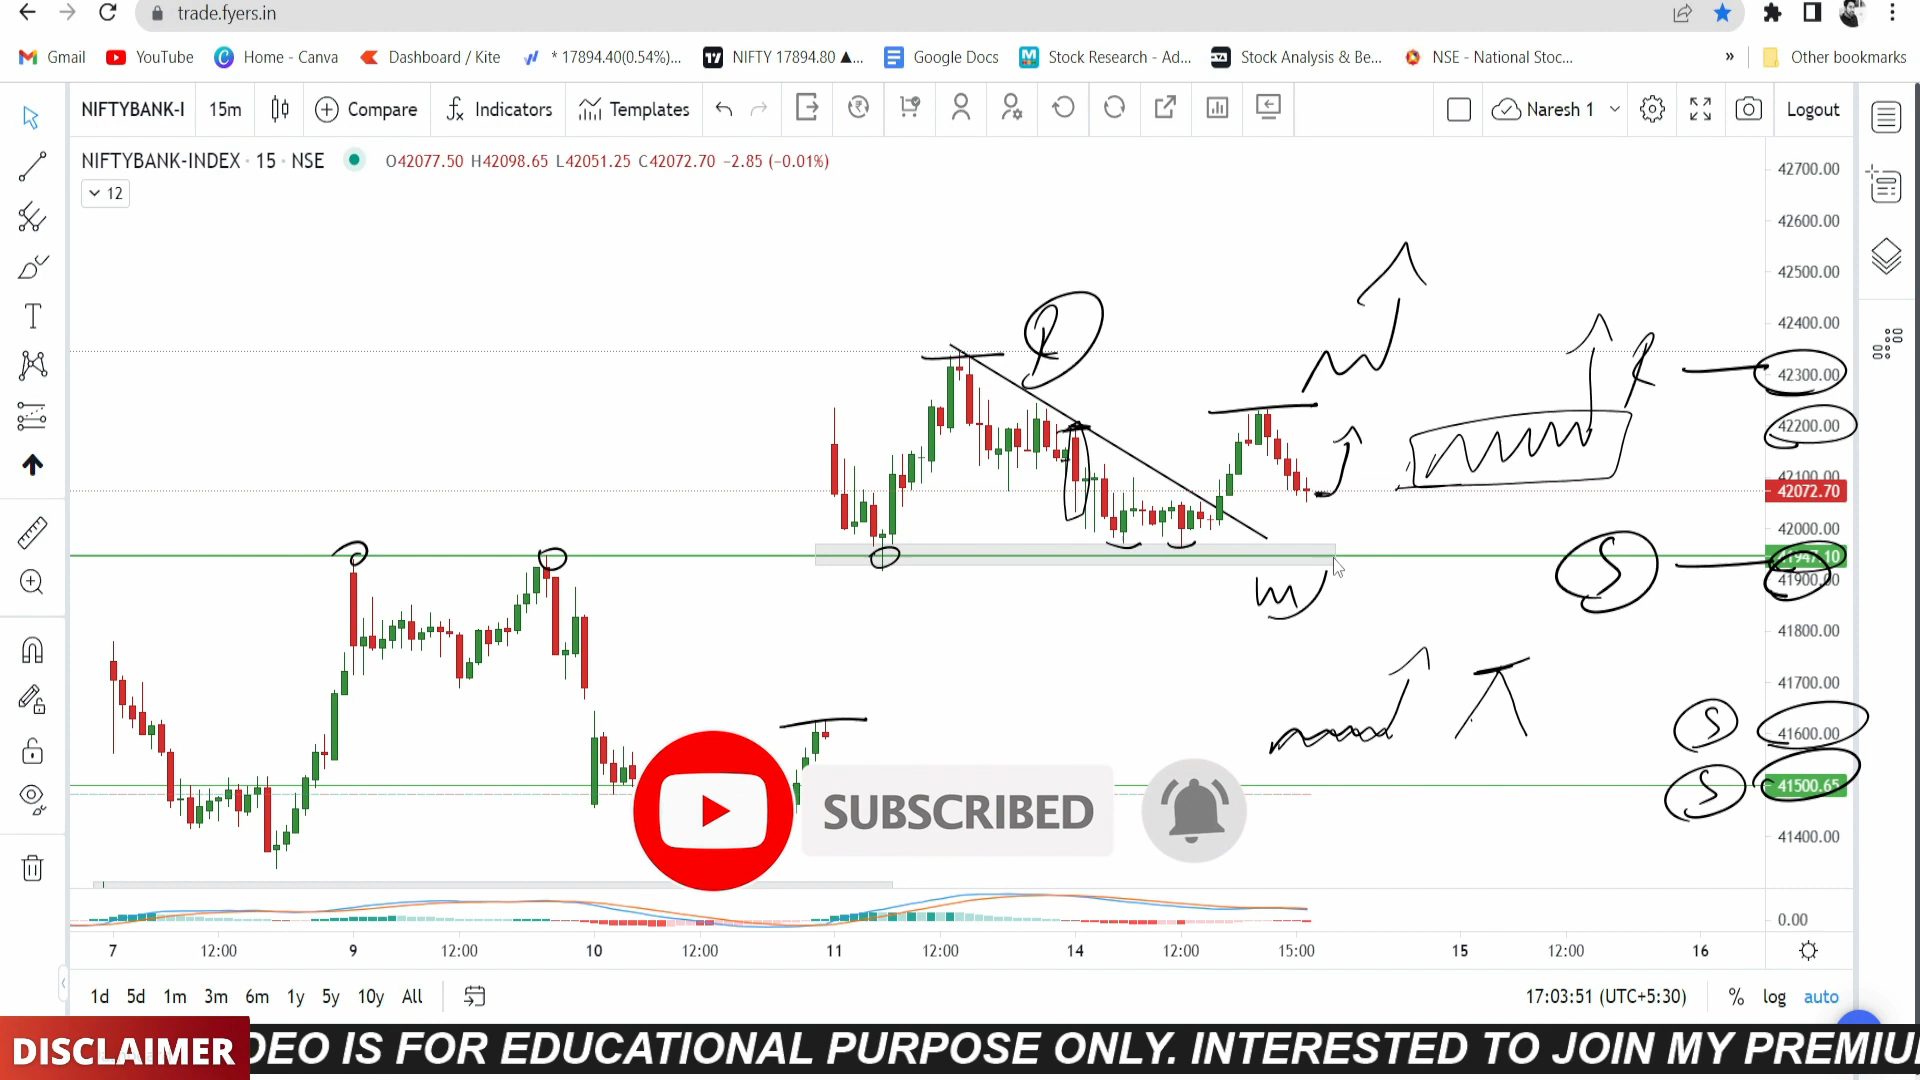 trade.fyers.in
Gmail
YouTube
Home - Canva
Dashboard / Kite
* 17894.40(0.54%)...
NIFTY 17894.80 ▲...
Google Docs
Stock Research - Ad...
Stock Analysis & Be...
NSE - National Stoc...
»
Other bookmarks
NIFTYBANK-I
15m
Compare
Indicators
Templates
Naresh 1
Logout
NIFTYBANK-INDEX · 15 · NSE
O42077.50 H42098.65 L42051.25 C42072.70 −2.85 (−0.01%)
12
42700.00
42600.00
42500.00
42400.00
R
R
42300.00
42200.00
42100.00
42072.70
42000.00
S
41947.10
41900.00
41800.00
41700.00
S
41600.00
S
41500.65
41400.00
SUBSCRIBED
0.00
7 12:00 9 12:00 10 12:00 11 12:00 14 12:00 15:00 15 12:00 16
1d 5d 1m 3m 6m 1y 5y 10y All
17:03:51 (UTC+5:30)
% log auto
DISCLAIMER
DEO IS FOR EDUCATIONAL PURPOSE ONLY. INTERESTED TO JOIN MY PREMIU